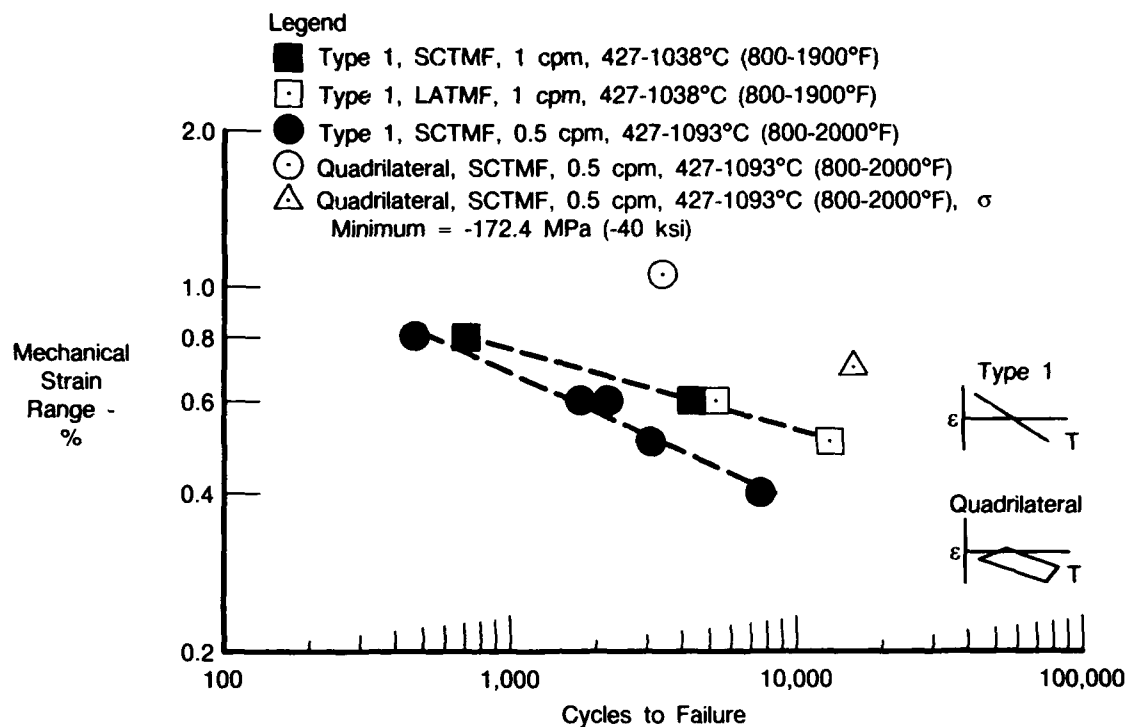 Legend
Type 1, SCTMF, 1 cpm, 427-1038°C (800-1900°F)
Type 1, LATMF, 1 cpm, 427-1038°C (800-1900°F)
Type 1, SCTMF, 0.5 cpm, 427-1093°C (800-2000°F)
Quadrilateral, SCTMF, 0.5 cpm, 427-1093°C (800-2000°F)
Quadrilateral, SCTMF, 0.5 cpm, 427-1093°C (800-2000°F), σ
Minimum = -172.4 MPa (-40 ksi)
2.0
1.0
0.8
0.6
0.4
0.2
Mechanical
Strain
Range -
%
Type 1
ε
T
Quadrilateral
ε
T
100
1,000
10,000
100,000
Cycles to Failure